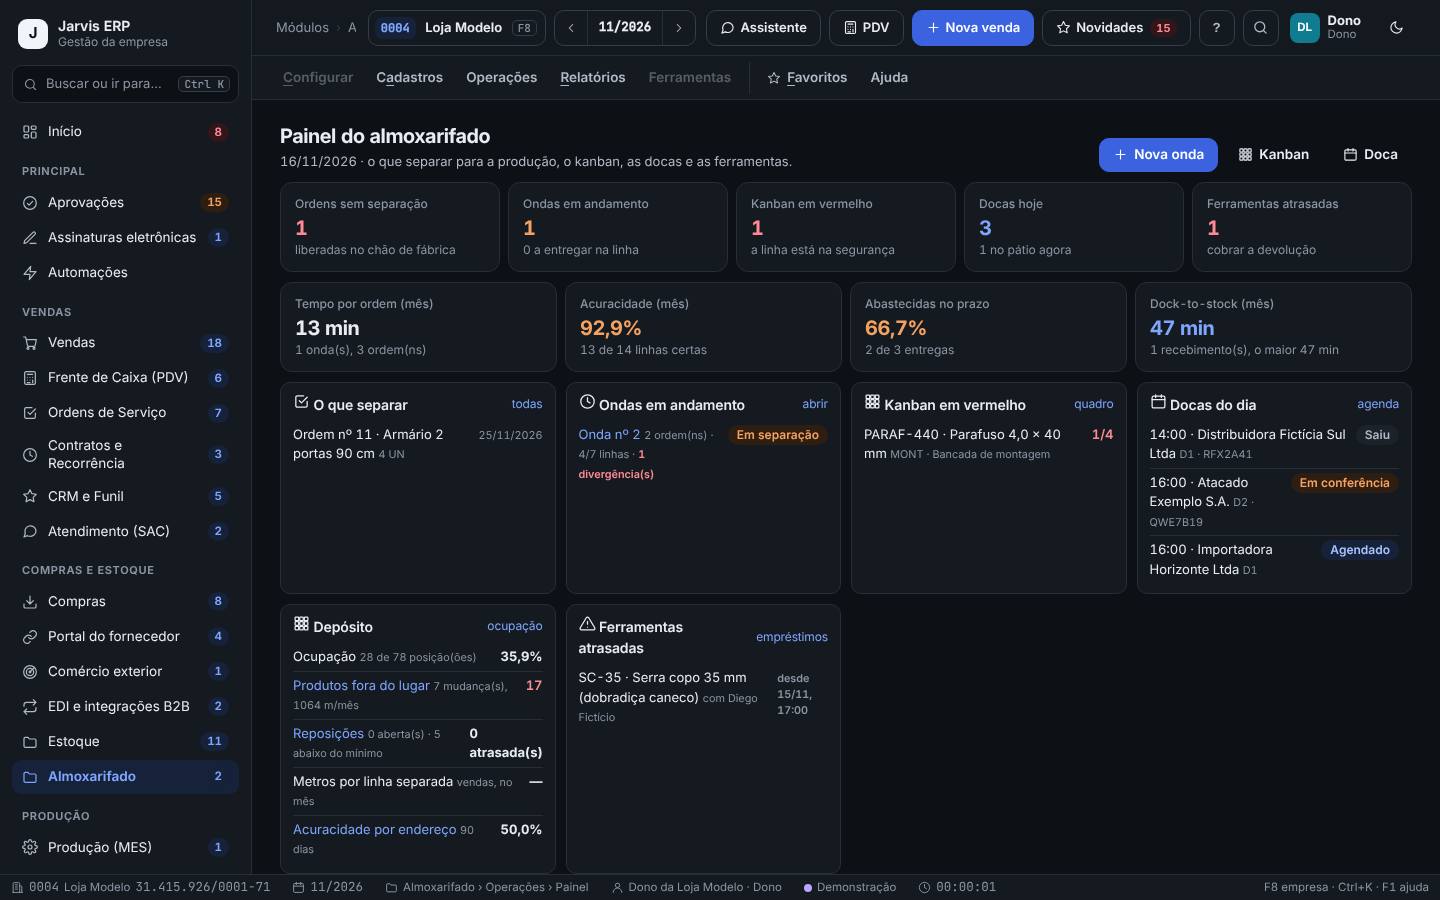 J
Jarvis ERP
Gestão da empresa
Buscar ou ir para... Ctrl K
Início 8
PRINCIPAL
Aprovações 15
Assinaturas eletrônicas 1
Automações
VENDAS
Vendas 18
Frente de Caixa (PDV) 6
Ordens de Serviço 7
Contratos e
Recorrência 3
CRM e Funil 5
Atendimento (SAC) 2
COMPRAS E ESTOQUE
Compras 8
Portal do fornecedor 4
Comércio exterior 1
EDI e integrações B2B 2
Estoque 11
Almoxarifado 2
PRODUÇÃO
Produção (MES) 1
Módulos › A
0004 Loja Modelo F8
‹ 11/2026 ›
Assistente
PDV
+ Nova venda
Novidades 15
?
DL
Dono
Dono
Configurar Cadastros Operações Relatórios Ferramentas Favoritos Ajuda
Painel do almoxarifado
16/11/2026 · o que separar para a produção, o kanban, as docas e as ferramentas.
+ Nova onda Kanban Doca
Ordens sem separação
1
liberadas no chão de fábrica
Ondas em andamento
1
0 a entregar na linha
Kanban em vermelho
1
a linha está na segurança
Docas hoje
3
1 no pátio agora
Ferramentas atrasadas
1
cobrar a devolução
Tempo por ordem (mês)
13 min
1 onda(s), 3 ordem(ns)
Acuracidade (mês)
92,9%
13 de 14 linhas certas
Abastecidas no prazo
66,7%
2 de 3 entregas
Dock-to-stock (mês)
47 min
1 recebimento(s), o maior 47 min
O que separar todas
Ordem nº 11 · Armário 2 25/11/2026
portas 90 cm 4 UN
Ondas em andamento abrir
Onda nº 2 2 ordem(ns) · Em separação
4/7 linhas · 1
divergência(s)
Kanban em vermelho quadro
PARAF-440 · Parafuso 4,0 × 40 1/4
mm MONT · Bancada de montagem
Docas do dia agenda
14:00 · Distribuidora Fictícia Sul Saiu
Ltda D1 · RFX2A41
16:00 · Atacado Em conferência
Exemplo S.A. D2 ·
QWE7B19
16:00 · Importadora Agendado
Horizonte Ltda D1
Depósito ocupação
Ocupação 28 de 78 posição(ões) 35,9%
Produtos fora do lugar 7 mudança(s), 17
1064 m/mês
Reposições 0 aberta(s) · 5 0
abaixo do mínimo atrasada(s)
Metros por linha separada vendas, no —
mês
Acuracidade por endereço 90 50,0%
dias
Ferramentas
atrasadas empréstimos
SC-35 · Serra copo 35 mm desde
(dobradiça caneco) com Diego 15/11,
Fictício 17:00
0004 Loja Modelo 31.415.926/0001-71 11/2026 Almoxarifado › Operações › Painel Dono da Loja Modelo · Dono Demonstração 00:00:01 F8 empresa · Ctrl+K · F1 ajuda